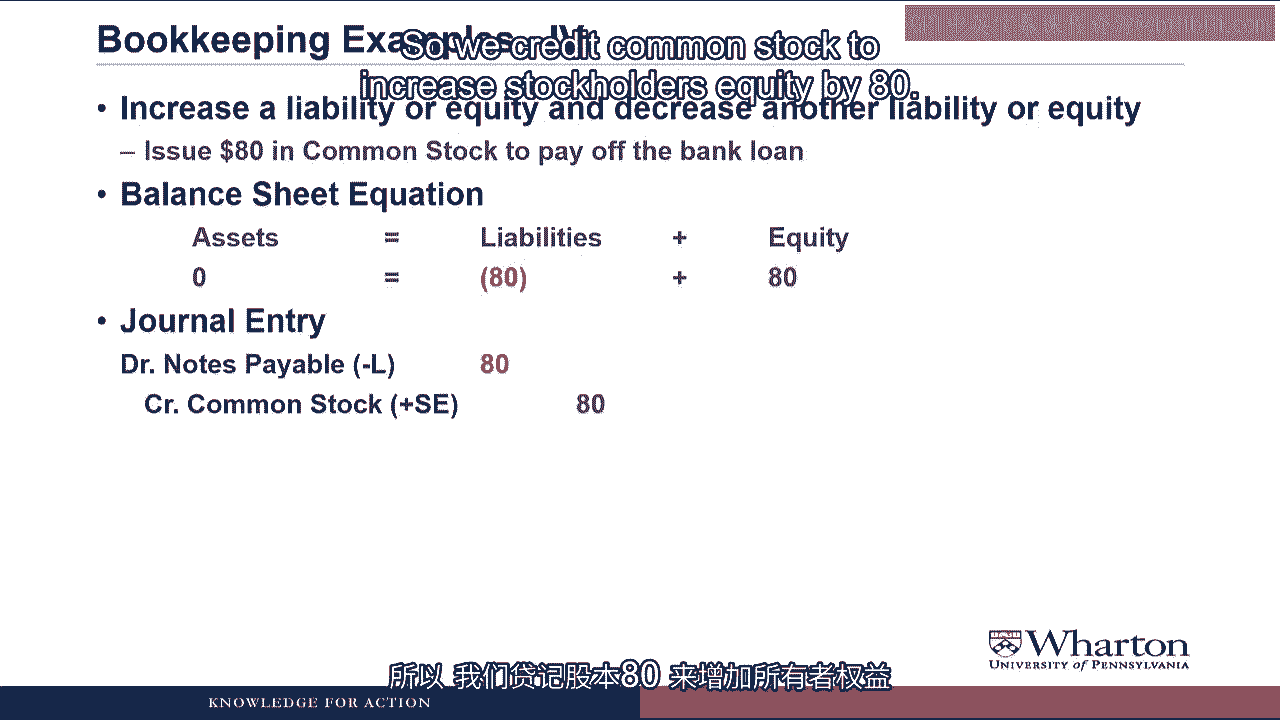 Bookkeeping Examples - IV
So we credit common stock to
increase stockholders equity by 80.
• Increase a liability or equity and decrease another liability or equity
– Issue $80 in Common Stock to pay off the bank loan
• Balance Sheet Equation
Assets = Liabilities + Equity
0 = (80) + 80
• Journal Entry
Dr. Notes Payable (-L) 80
Cr. Common Stock (+SE) 80
Wharton
UNIVERSITY of PENNSYLVANIA
所以 我们贷记股本80 来增加所有者权益
KNOWLEDGE FOR ACTION